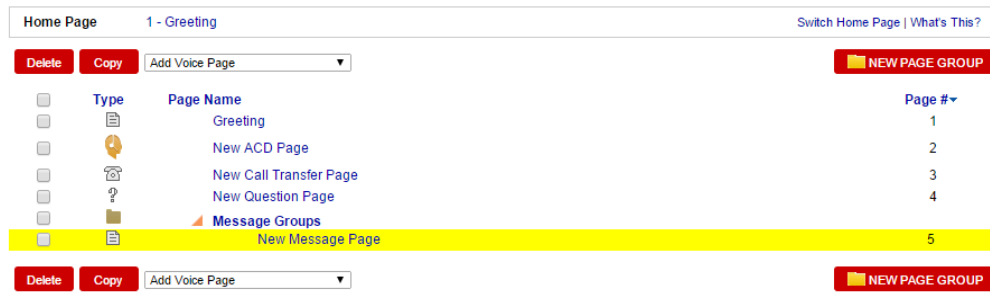 Home Page 1 - Greeting Switch Home Page | What's This?
Delete Copy Add Voice Page NEW PAGE GROUP
Type Page Name Page #
Greeting 1
New ACD Page 2
New Call Transfer Page 3
New Question Page 4
Message Groups
New Message Page 5
Delete Copy Add Voice Page NEW PAGE GROUP